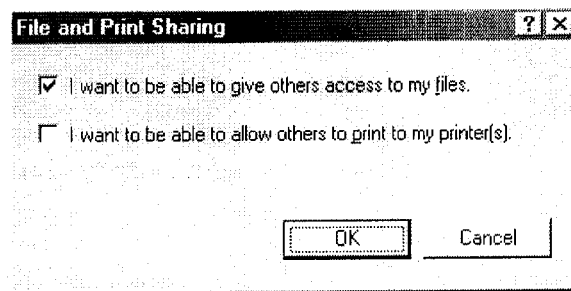 File and Print Sharing
I want to be able to give others access to my files.
I want to be able to allow others to print to my printer(s).
OK Cancel